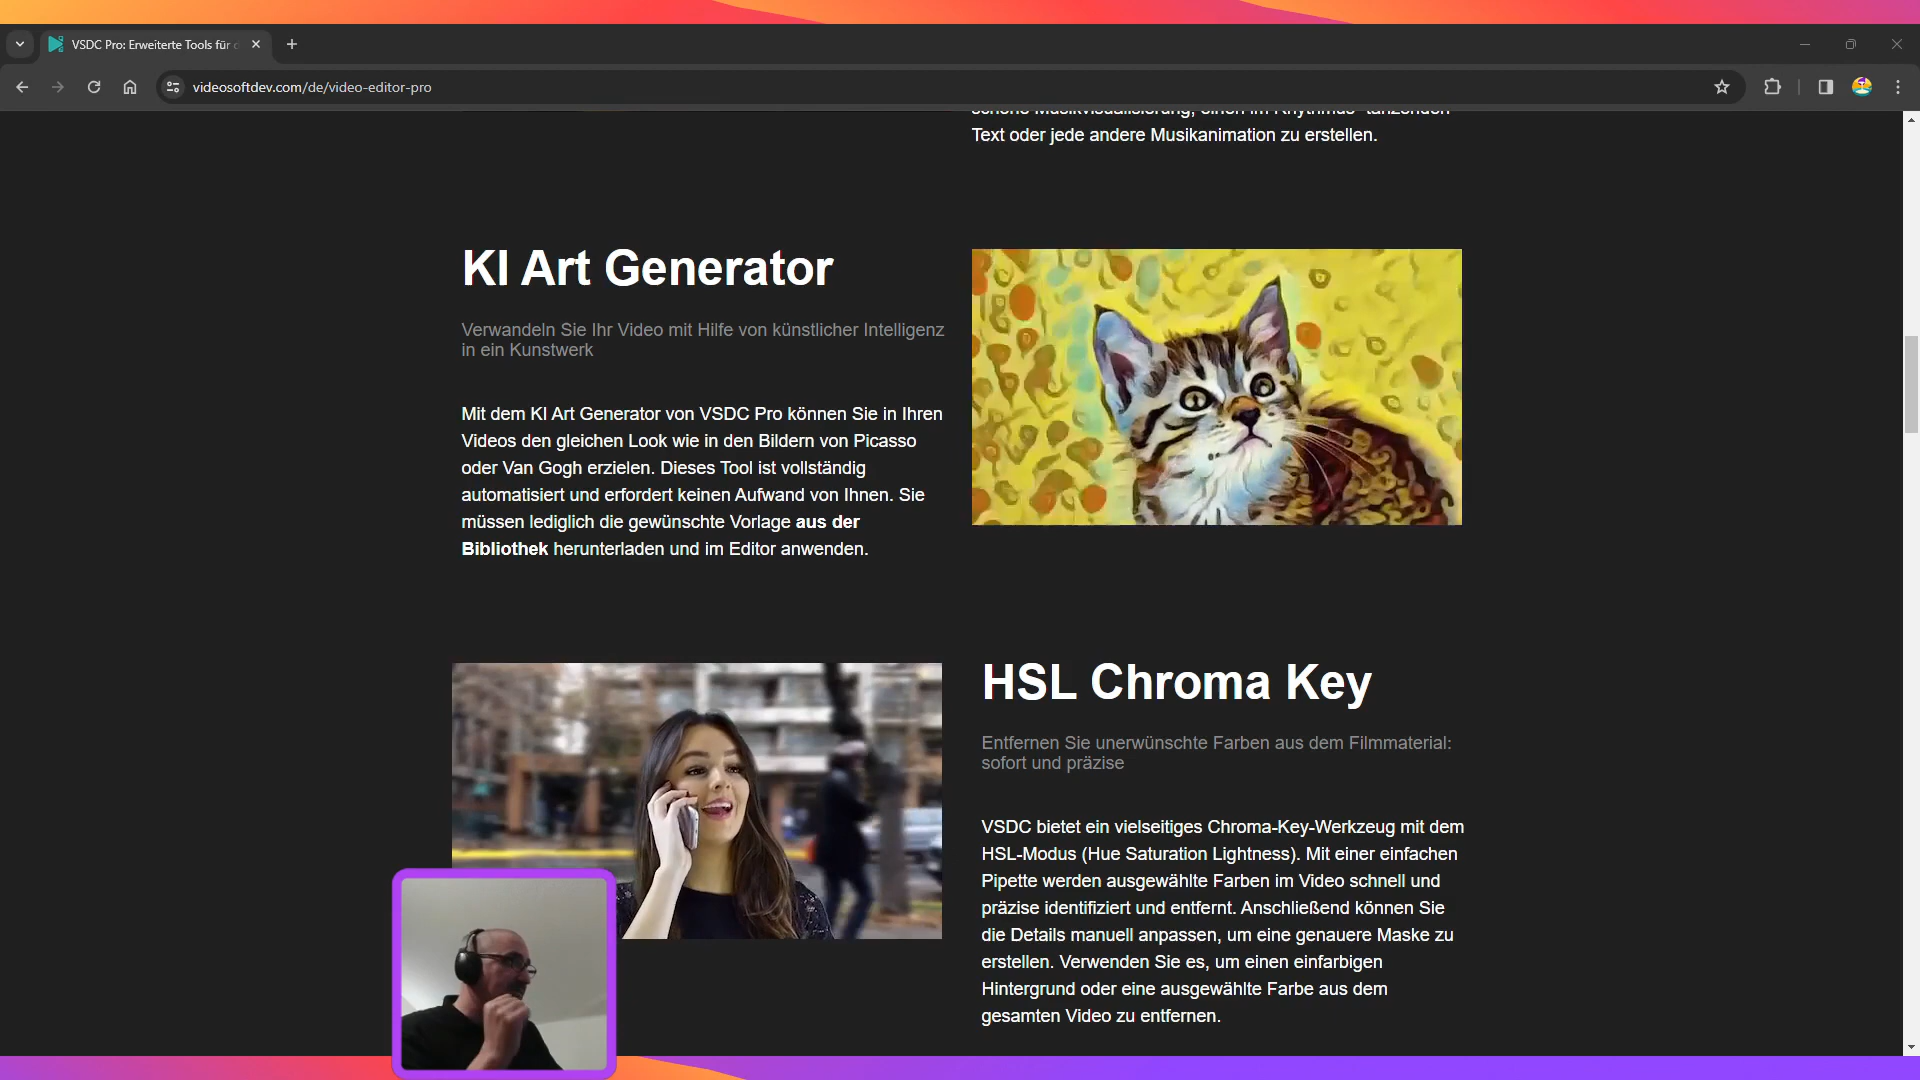 VSDC Pro: Erweiterte Tools für
videosoftdev.com/de/video-editor-pro
Text oder jede andere Musikanimation zu erstellen.
KI Art Generator
Verwandeln Sie Ihr Video mit Hilfe von künstlicher Intelligenz
in ein Kunstwerk
Mit dem KI Art Generator von VSDC Pro können Sie in Ihren
Videos den gleichen Look wie in den Bildern von Picasso
oder Van Gogh erzielen. Dieses Tool ist vollständig
automatisiert und erfordert keinen Aufwand von Ihnen. Sie
müssen lediglich die gewünschte Vorlage aus der
Bibliothek herunterladen und im Editor anwenden.
HSL Chroma Key
Entfernen Sie unerwünschte Farben aus dem Filmmaterial:
sofort und präzise
VSDC bietet ein vielseitiges Chroma-Key-Werkzeug mit dem
HSL-Modus (Hue Saturation Lightness). Mit einer einfachen
Pipette werden ausgewählte Farben im Video schnell und
präzise identifiziert und entfernt. Anschließend können Sie
die Details manuell anpassen, um eine genauere Maske zu
erstellen. Verwenden Sie es, um einen einfarbigen
Hintergrund oder eine ausgewählte Farbe aus dem
gesamten Video zu entfernen.